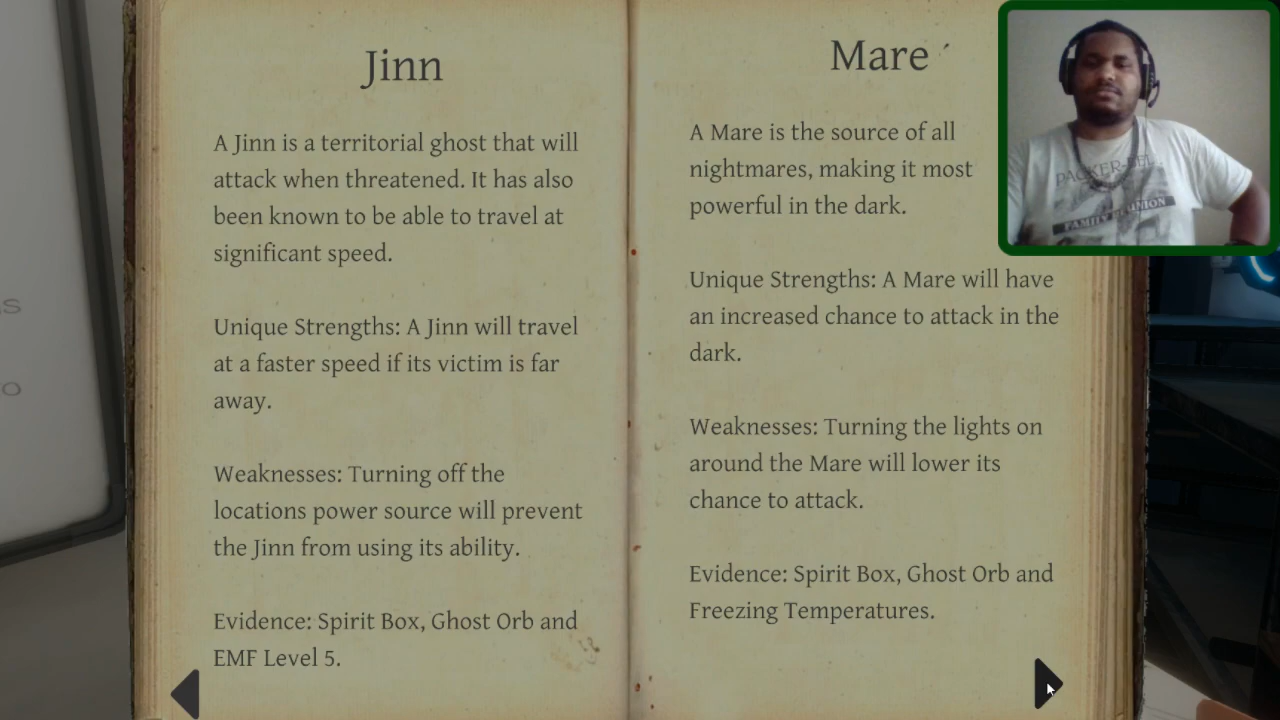 Jinn
A Jinn is a territorial ghost that will
attack when threatened. It has also
been known to be able to travel at
significant speed.
Unique Strengths: A Jinn will travel
at a faster speed if its victim is far
away.
Weaknesses: Turning off the
locations power source will prevent
the Jinn from using its ability.
Evidence: Spirit Box, Ghost Orb and
EMF Level 5.
Mare
A Mare is the source of all
nightmares, making it most
powerful in the dark.
Unique Strengths: A Mare will have
an increased chance to attack in the
dark.
Weaknesses: Turning the lights on
around the Mare will lower its
chance to attack.
Evidence: Spirit Box, Ghost Orb and
Freezing Temperatures.
FAMILY REUNION